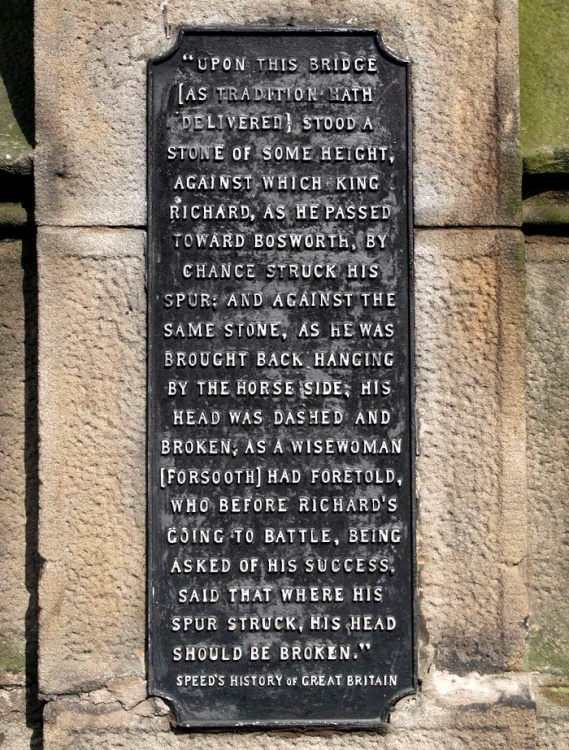 "UPON THIS BRIDGE
[AS TRADITION HATH
DELIVERED] STOOD A
STONE OF SOME HEIGHT,
AGAINST WHICH KING
RICHARD, AS HE PASSED
TOWARD BOSWORTH, BY
CHANCE STRUCK HIS
SPUR: AND AGAINST THE
SAME STONE, AS HE WAS
BROUGHT BACK HANGING
BY THE HORSE SIDE, HIS
HEAD WAS DASHED AND
BROKEN, AS A WISEWOMAN
[FORSOOTH] HAD FORETOLD,
WHO BEFORE RICHARD'S
GOING TO BATTLE, BEING
ASKED OF HIS SUCCESS,
SAID THAT WHERE HIS
SPUR STRUCK, HIS HEAD
SHOULD BE BROKEN."
SPEED'S HISTORY OF GREAT BRITAIN